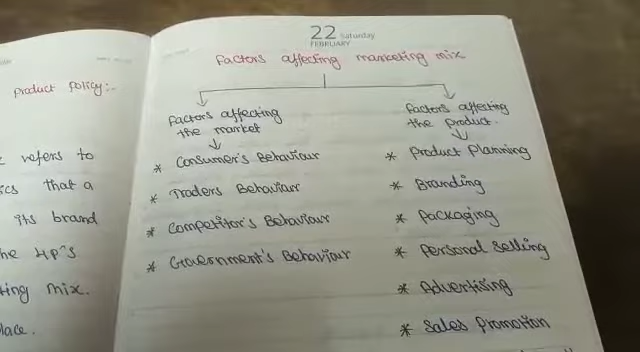 product policy:-
refers to
that a
its brand
4P's
mix.
22 Saturday
FEBRUARY
Factors affecting marketing mix
Factors affecting
the market
* Consumer's Behaviour
* Traders Behaviour
* Competitor's Behaviour
* Government's Behaviour
Factors affecting
the product.
* Product planning
* Branding
* Packaging
* Personal selling
* Advertising
* Sales promotion